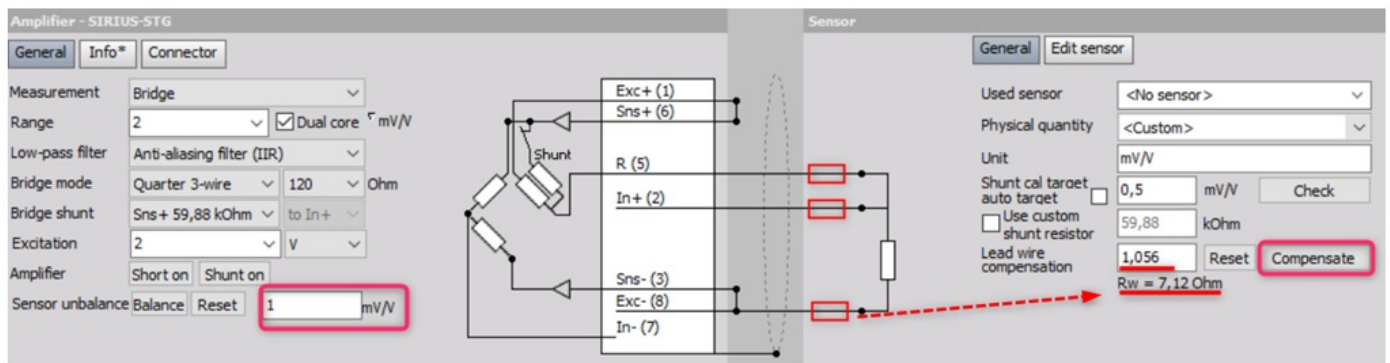 Amplifier - SIRIUS-STG
General Info* Connector
Measurement Bridge
Range 2 Dual core mV/V
Low-pass filter Anti-aliasing filter (IIR)
Bridge mode Quarter 3-wire 120 Ohm
Bridge shunt Sns+ 59,88 kOhm to In+
Excitation 2 V
Amplifier Short on Shunt on
Sensor unbalance Balance Reset 1 mV/V
Exc+ (1)
Sns+ (6)
Shunt
R (5)
In+ (2)
Sns- (3)
Exc- (8)
In- (7)
Sensor
General Edit sensor
Used sensor <No sensor>
Physical quantity <Custom>
Unit mV/V
Shunt cal target
auto target 0,5 mV/V Check
Use custom
shunt resistor 59,88 kOhm
Lead wire
compensation 1,056 Reset Compensate
Rw = 7,12 Ohm